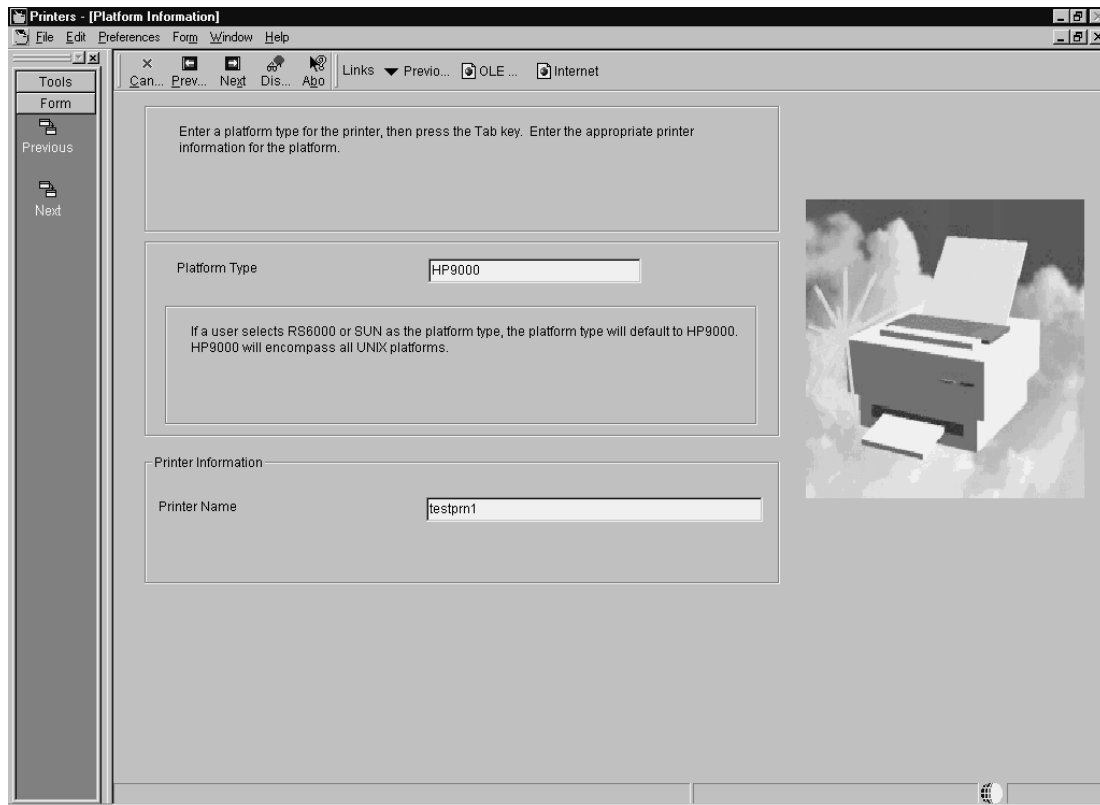 Printers - [Platform Information]
File Edit Preferences Form Window Help
Tools
Form
Previous
Next
Can... Prev... Next Dis... Abo Links Previo... OLE ... Internet
Enter a platform type for the printer, then press the Tab key. Enter the appropriate printer
information for the platform.
Platform Type HP9000
If a user selects RS6000 or SUN as the platform type, the platform type will default to HP9000.
HP9000 will encompass all UNIX platforms.
Printer Information
Printer Name testprn1